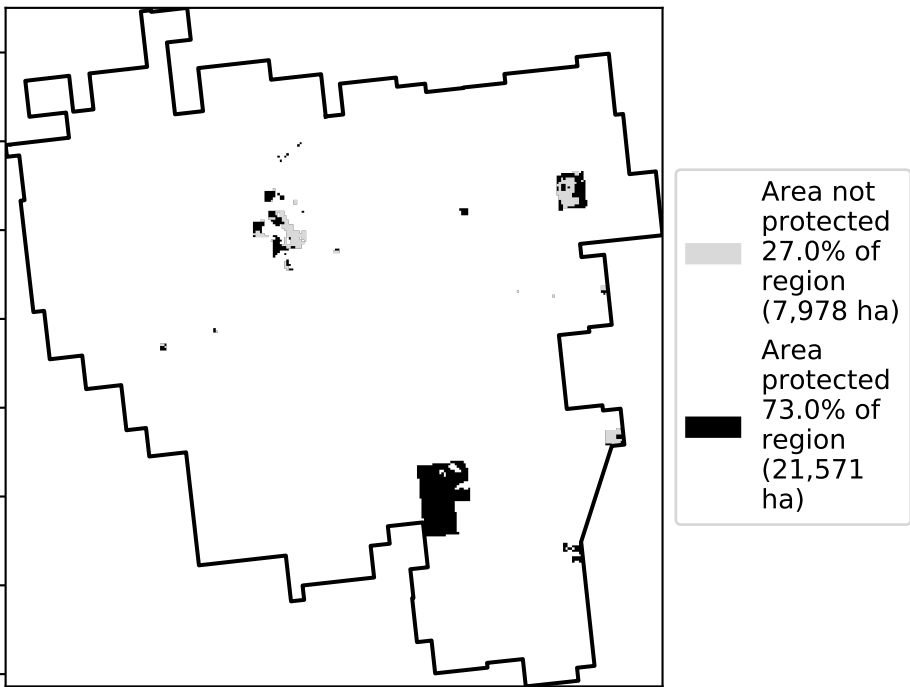 Area not
protected
27.0% of
region
(7,978 ha)
Area
protected
73.0% of
region
(21,571
ha)